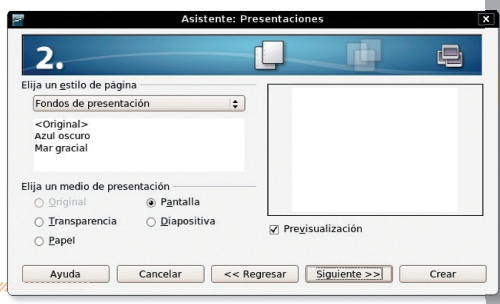 Asistente: Presentaciones
2.
Elija un estilo de página
Fondos de presentación
<Original>
Azul oscuro
Mar gracial
Elija un medio de presentación
Original
Pantalla
Transparencia
Diapositiva
Papel
Previsualización
Ayuda
Cancelar
<< Regresar
Siguiente >>
Crear